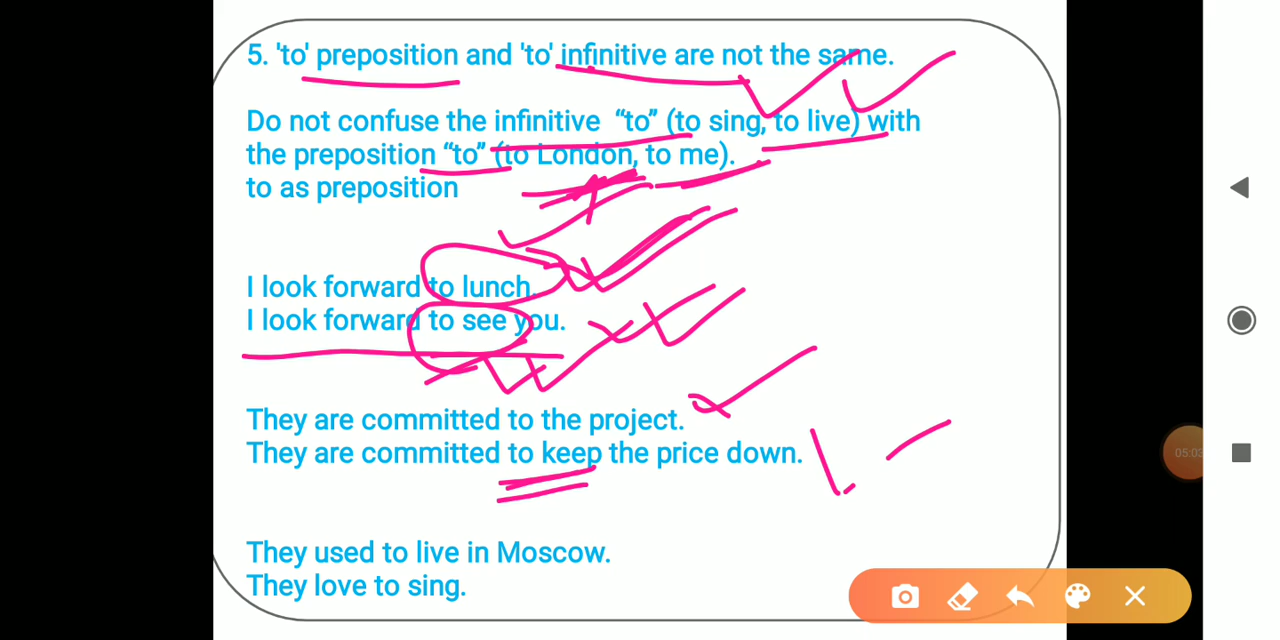 5. 'to' preposition and 'to' infinitive are not the same.
Do not confuse the infinitive “to” (to sing, to live) with
the preposition “to” (to London, to me).
to as preposition
I look forward to lunch.
I look forward to see you.
They are committed to the project.
They are committed to keep the price down.
They used to live in Moscow.
They love to sing.
05:03